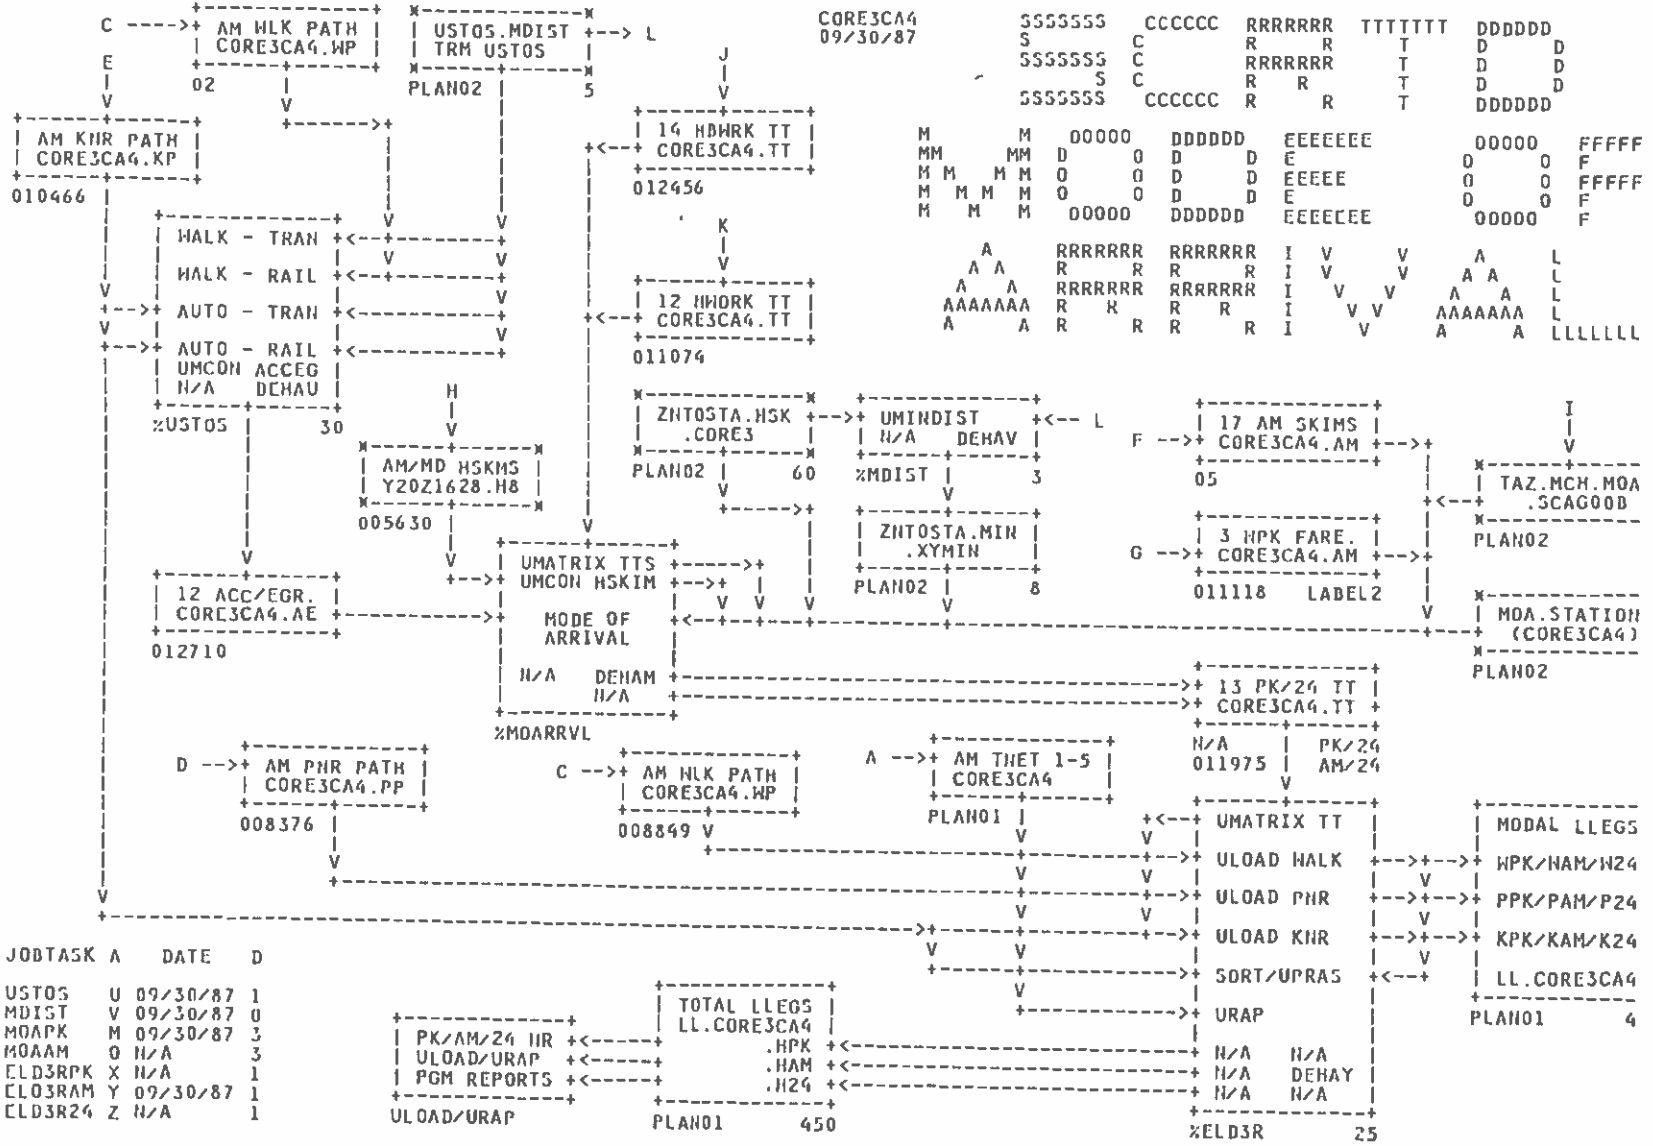 C
AM WLK PATH
CORE3CA4.WP
02
USTOS.MDIST
TRM USTOS
L
PLAN02 5
J
CORE3CA4
09/30/87
SCRTD
MODE OF
ARRIVAL
E
AM KNR PATH
CORE3CA4.KP
010466
14 HBWRK TT
CORE3CA4.TT
012456
K
12 NWORK TT
CORE3CA4.TT
011074
WALK - TRAN
WALK - RAIL
AUTO - TRAN
AUTO - RAIL
UMCON ACCEG
N/A DEHAU
%USTOS 30
H
AM/MD HSKMS
Y20Z1628.H8
005630
ZNTOSTA.HSK
.CORE3
PLAN02 60
UMINDIST
N/A DEHAV
%MDIST 3
L
ZNTOSTA.MIN
.XYMIN
PLAN02 8
F
17 AM SKIMS
CORE3CA4.AM
05
G
3 HPK FARE.
CORE3CA4.AM
011118 LABEL2
I
TAZ.MCH.MOA
.SCAG00B
PLAN02
MOA.STATION
(CORE3CA4)
PLAN02
12 ACC/EGR.
CORE3CA4.AE
012710
UMATRIX TTS
UMCON HSKIM
MODE OF
ARRIVAL
N/A DEHAM
N/A
%MOARRVL
13 PK/24 TT
CORE3CA4.TT
N/A PK/24
011975 AM/24
D
AM PNR PATH
CORE3CA4.PP
008376
C
AM WLK PATH
CORE3CA4.WP
008849
A
AM TNET 1-5
CORE3CA4
PLAN01
UMATRIX TT
ULOAD WALK
ULOAD PNR
ULOAD KNR
SORT/UPRAS
URAP
N/A N/A
N/A DEHAY
N/A N/A
%ELD3R 25
MODAL LLEGS
WPK/WAM/W24
PPK/PAM/P24
KPK/KAM/K24
LL.CORE3CA4
PLAN01 4
JOBTASK A DATE D
USTOS U 09/30/87 1
MDIST V 09/30/87 0
MOAPK M 09/30/87 3
MOAAM O N/A 3
ELD3RPK X N/A 1
ELD3RAM Y 09/30/87 1
ELD3R24 Z N/A 1
PK/AM/24 HR
ULOAD/URAP
PGM REPORTS
ULOAD/URAP
TOTAL LLEGS
LL.CORE3CA4
.HPK
.HAM
.H24
PLAN01 450